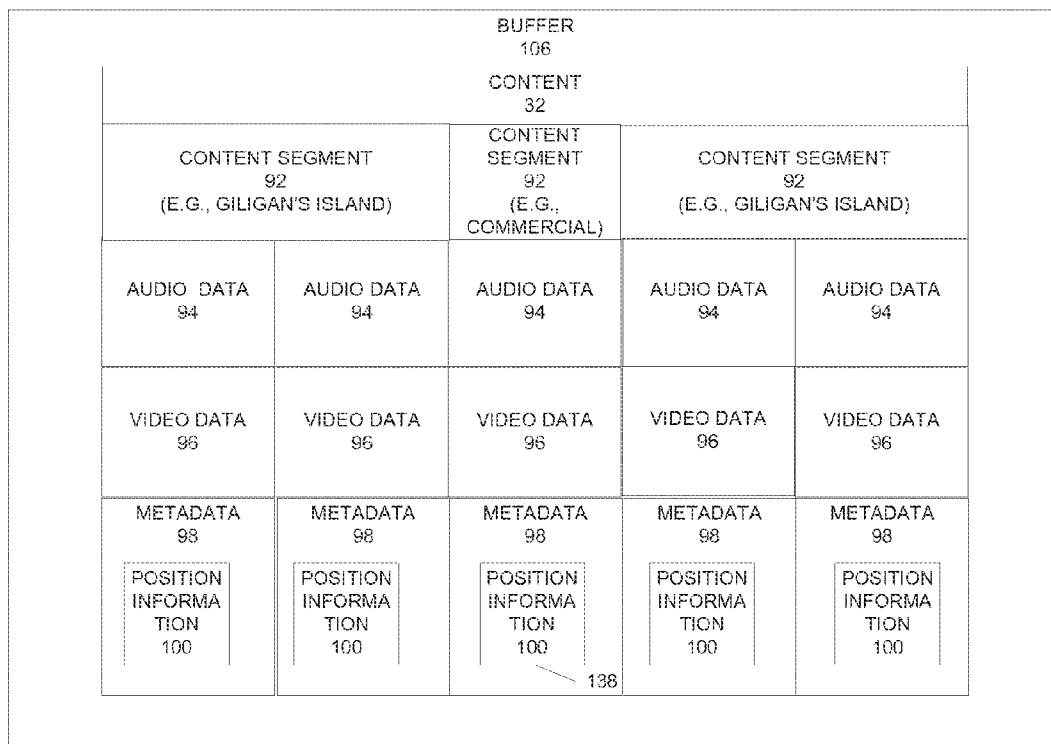 BUFFER
106
CONTENT
32
CONTENT SEGMENT
92
(E.G., GILIGAN'S ISLAND)
CONTENT
SEGMENT
92
(E.G.,
COMMERCIAL)
CONTENT SEGMENT
92
(E.G., GILIGAN'S ISLAND)
AUDIO DATA
94
AUDIO DATA
94
AUDIO DATA
94
AUDIO DATA
94
AUDIO DATA
94
VIDEO DATA
96
VIDEO DATA
96
VIDEO DATA
96
VIDEO DATA
96
VIDEO DATA
96
METADATA
98
POSITION
INFORMA
TION
100
METADATA
98
POSITION
INFORMA
TION
100
METADATA
98
POSITION
INFORMA
TION
100
138
METADATA
98
POSITION
INFORMA
TION
100
METADATA
98
POSITION
INFORMA
TION
100